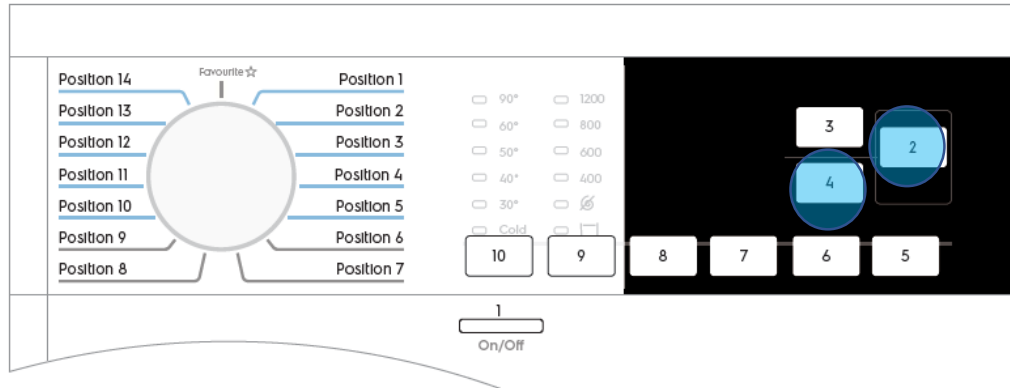 Favourite
Position 14
Position 13
Position 12
Position 11
Position 10
Position 9
Position 8
Position 1
Position 2
Position 3
Position 4
Position 5
Position 6
Position 7
90° 1200
60° 800
50° 600
40° 400
30°
Cold
3
2
4
10 9 8 7 6 5
1
On/Off